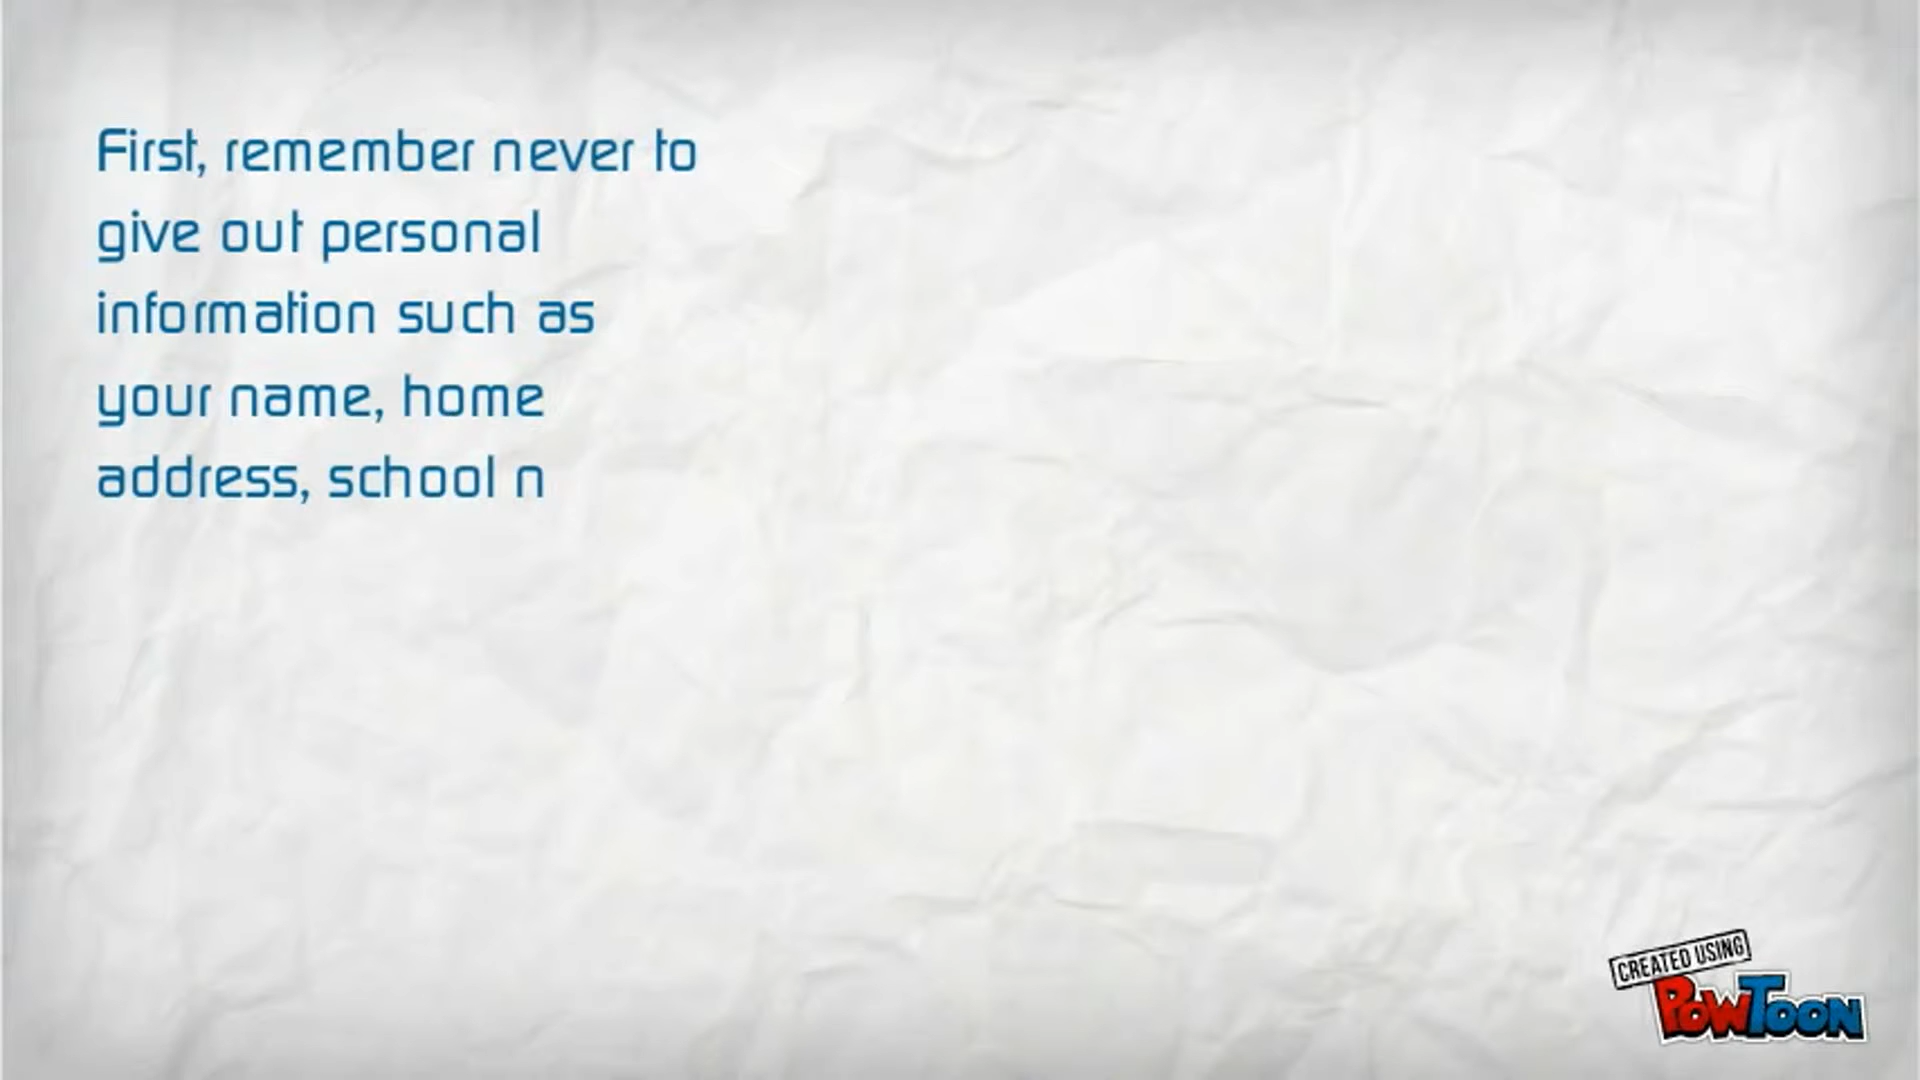 First, remember never to
give out personal
information such as
your name, home
address, school n
CREATED USING
POWTOON